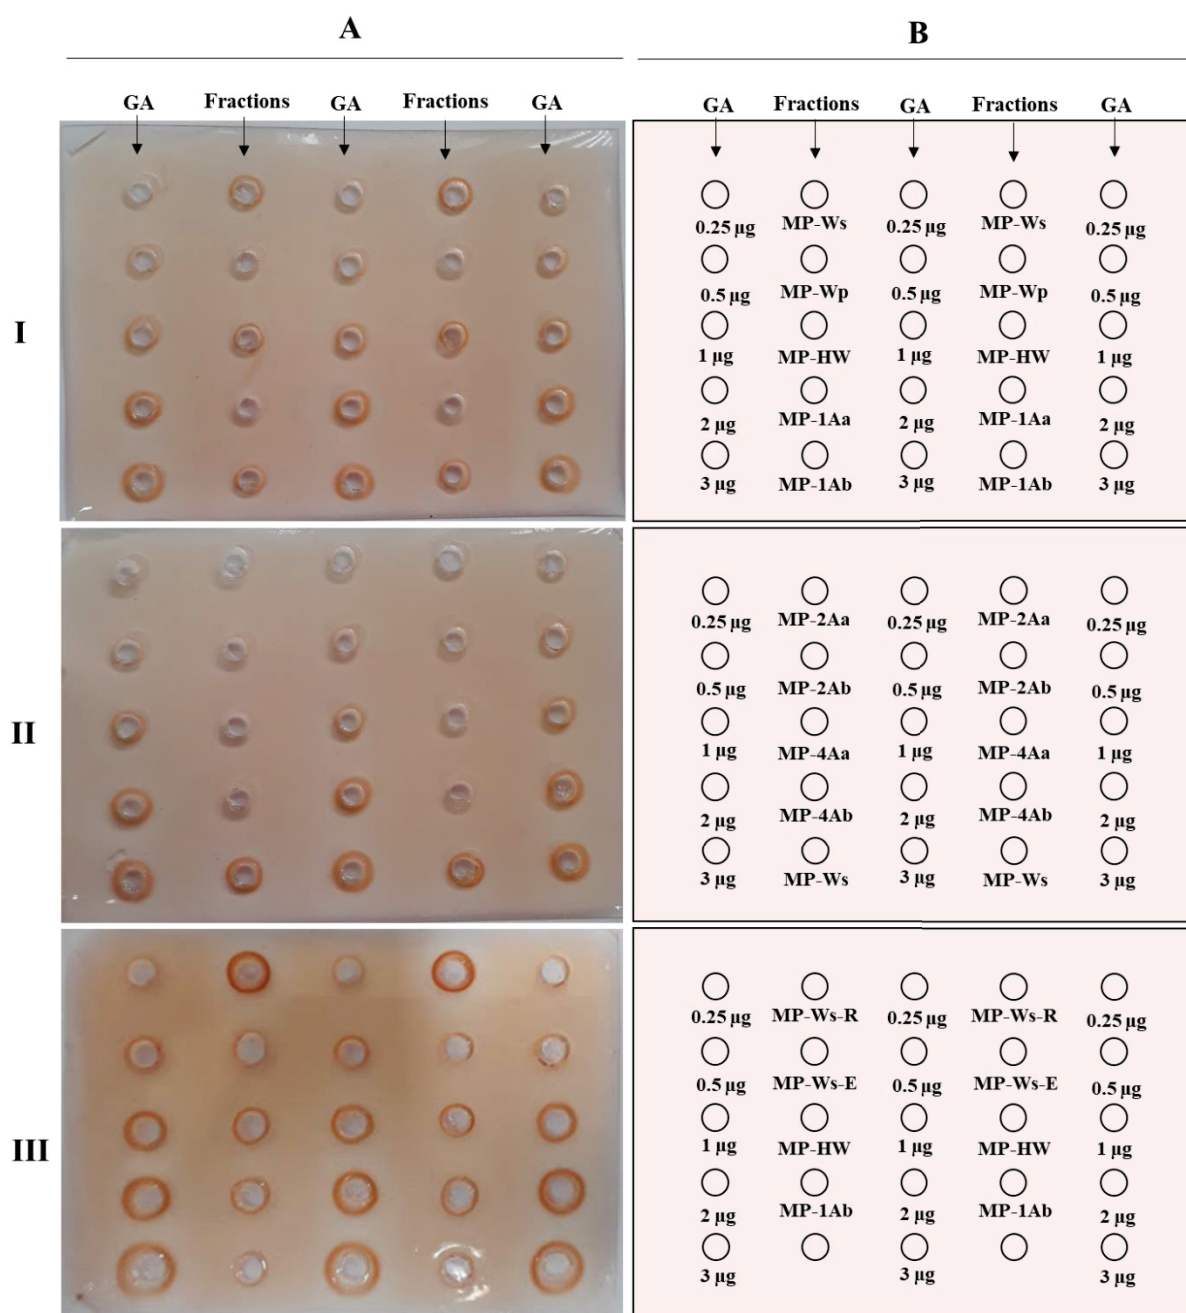 A B
GA Fractions GA Fractions GA GA Fractions GA Fractions GA
I
0.25 µg MP-Ws 0.25 µg MP-Ws 0.25 µg
0.5 µg MP-Wp 0.5 µg MP-Wp 0.5 µg
1 µg MP-HW 1 µg MP-HW 1 µg
2 µg MP-1Aa 2 µg MP-1Aa 2 µg
3 µg MP-1Ab 3 µg MP-1Ab 3 µg
II
0.25 µg MP-2Aa 0.25 µg MP-2Aa 0.25 µg
0.5 µg MP-2Ab 0.5 µg MP-2Ab 0.5 µg
1 µg MP-4Aa 1 µg MP-4Aa 1 µg
2 µg MP-4Ab 2 µg MP-4Ab 2 µg
3 µg MP-Ws 3 µg MP-Ws 3 µg
III
0.25 µg MP-Ws-R 0.25 µg MP-Ws-R 0.25 µg
0.5 µg MP-Ws-E 0.5 µg MP-Ws-E 0.5 µg
1 µg MP-HW 1 µg MP-HW 1 µg
2 µg MP-1Ab 2 µg MP-1Ab 2 µg
3 µg 3 µg 3 µg